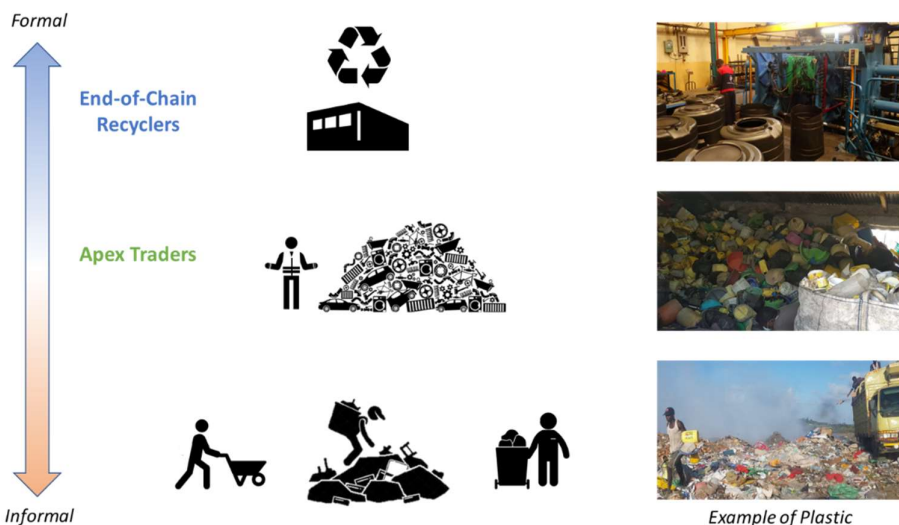 Formal
End-of-Chain
Recyclers
Apex Traders
Informal
Example of Plastic